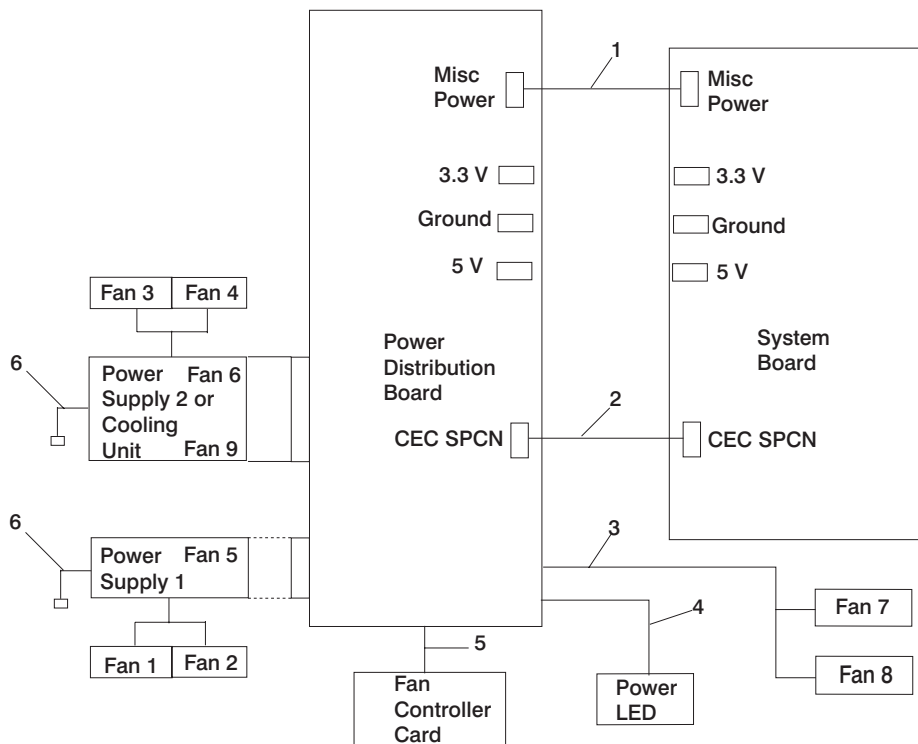 1
Misc
Power
Misc
Power
3.3 V
3.3 V
Ground
Ground
5 V
5 V
Fan 3
Fan 4
Power
Distribution
Board
System
Board
6
Power
Supply 2 or
Cooling
Unit
Fan 6
Fan 9
2
CEC SPCN
CEC SPCN
6
Power
Supply 1
Fan 5
3
4
Fan 7
5
Fan 1
Fan 2
Fan 8
Fan
Controller
Card
Power
LED